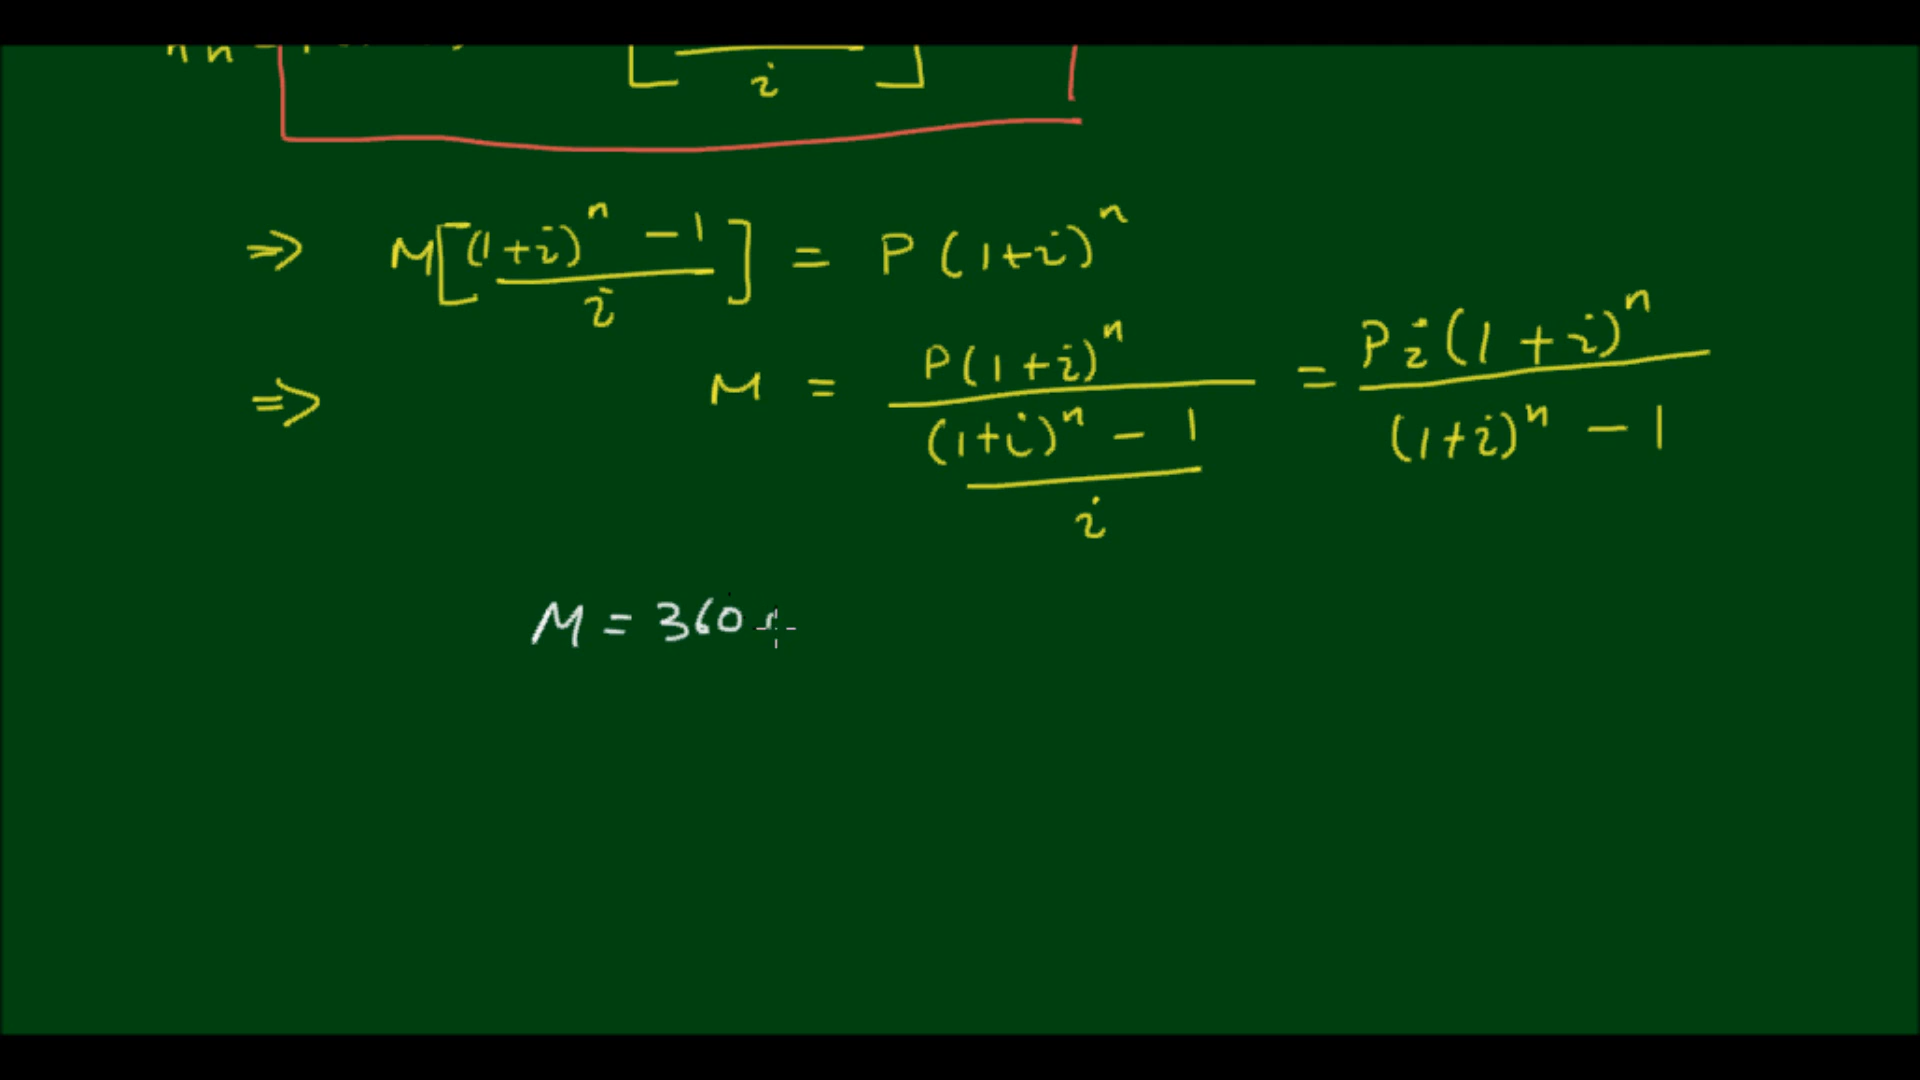 i
⇒ M[((1+i)^n - 1)/i] = P(1+i)^n
⇒ M = P(1+i)^n/(((1+i)^n - 1)/i) = Pi(1+i)^n/((1+i)^n - 1)
M = 360